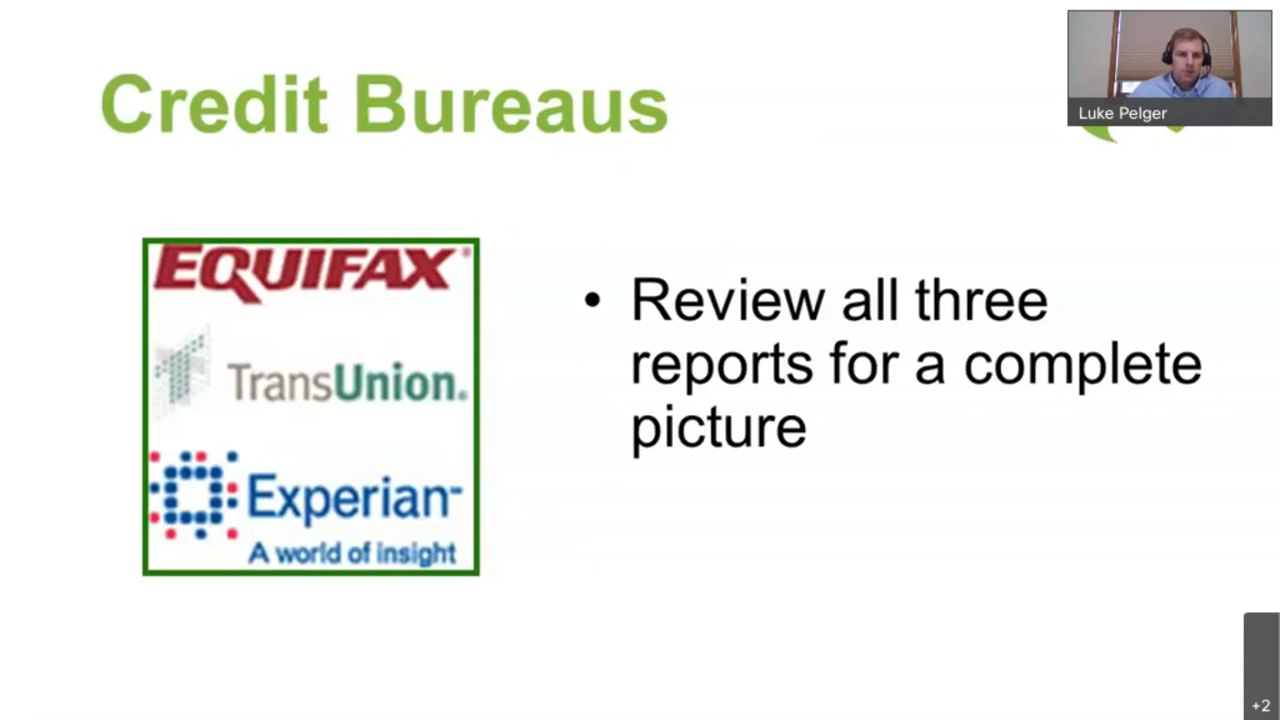 Credit Bureaus
Luke Pelger
EQUIFAX
TransUnion.
Experian
A world of insight
• Review all three
reports for a complete
picture
+2